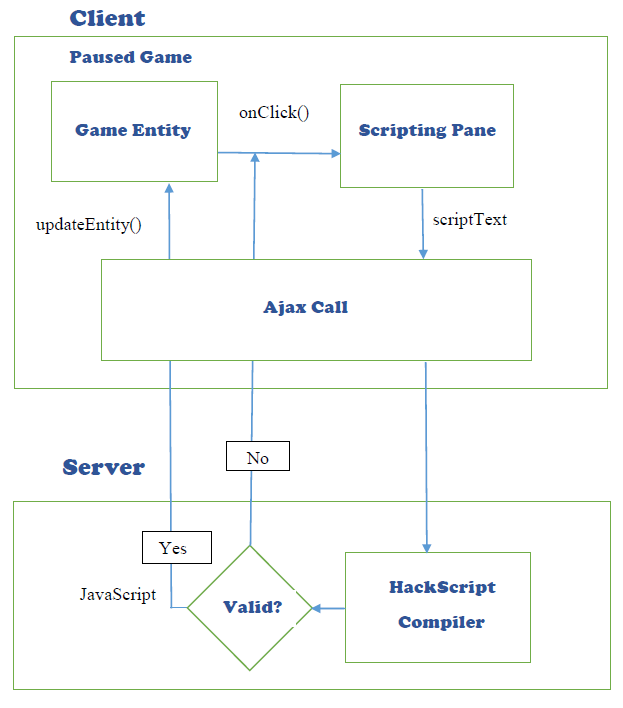 Client
Paused Game
onClick()
Game Entity
Scripting Pane
updateEntity()
scriptText
Ajax Call
No
Server
Yes
JavaScript
Valid?
HackScript
Compiler